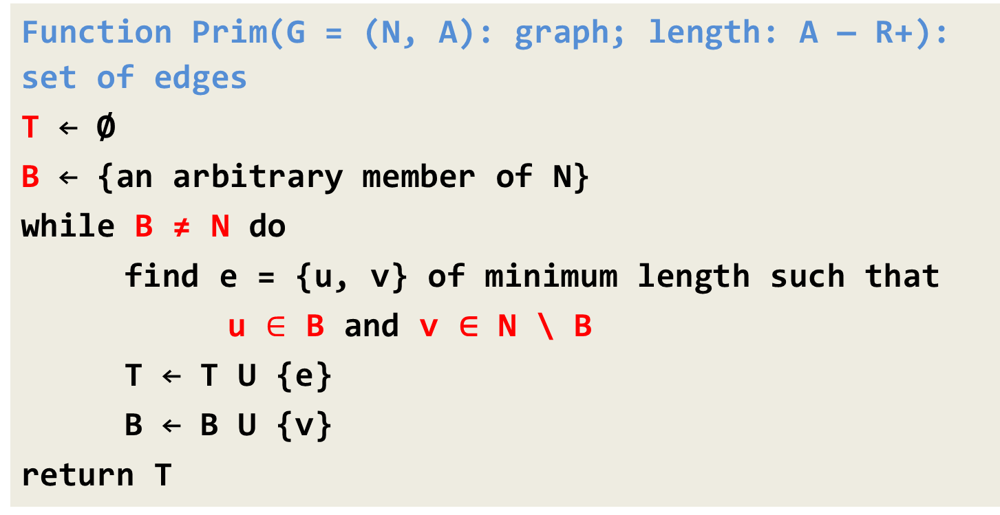 Function Prim(G = (N, A): graph; length: A – R+):
set of edges
T ← Ø
B ← {an arbitrary member of N}
while B ≠ N do
find e = {u, v} of minimum length such that
u ∈ B and v ∈ N \ B
T ← T U {e}
B ← B U {v}
return T